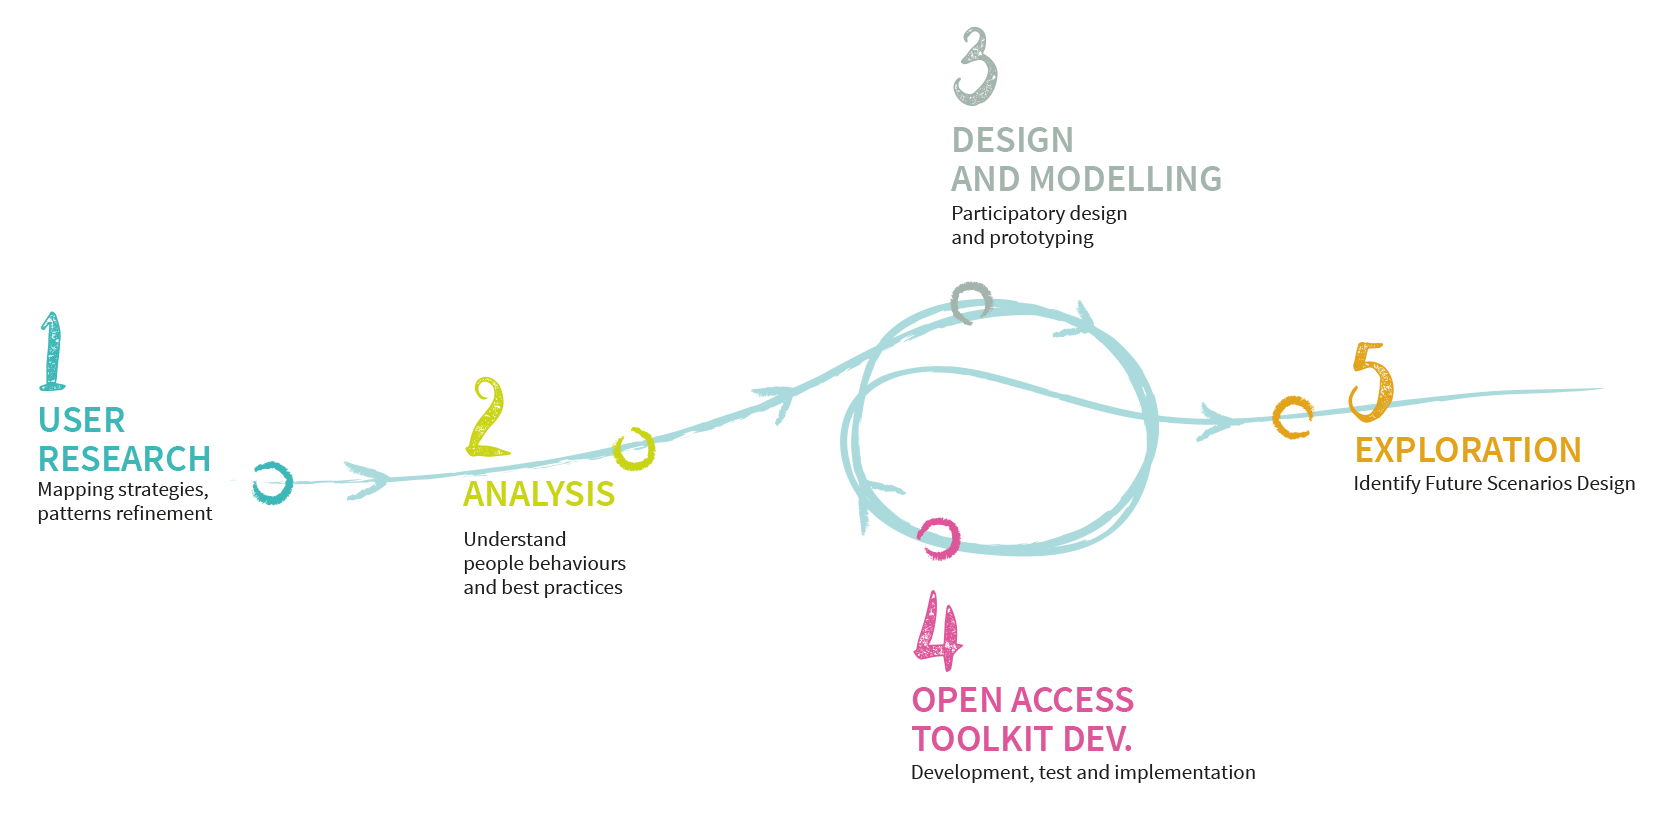 1
USER
RESEARCH
Mapping strategies,
patterns refinement
2
ANALYSIS
Understand
people behaviours
and best practices
3
DESIGN
AND MODELLING
Participatory design
and prototyping
4
OPEN ACCESS
TOOLKIT DEV.
Development, test and implementation
5
EXPLORATION
Identify Future Scenarios Design